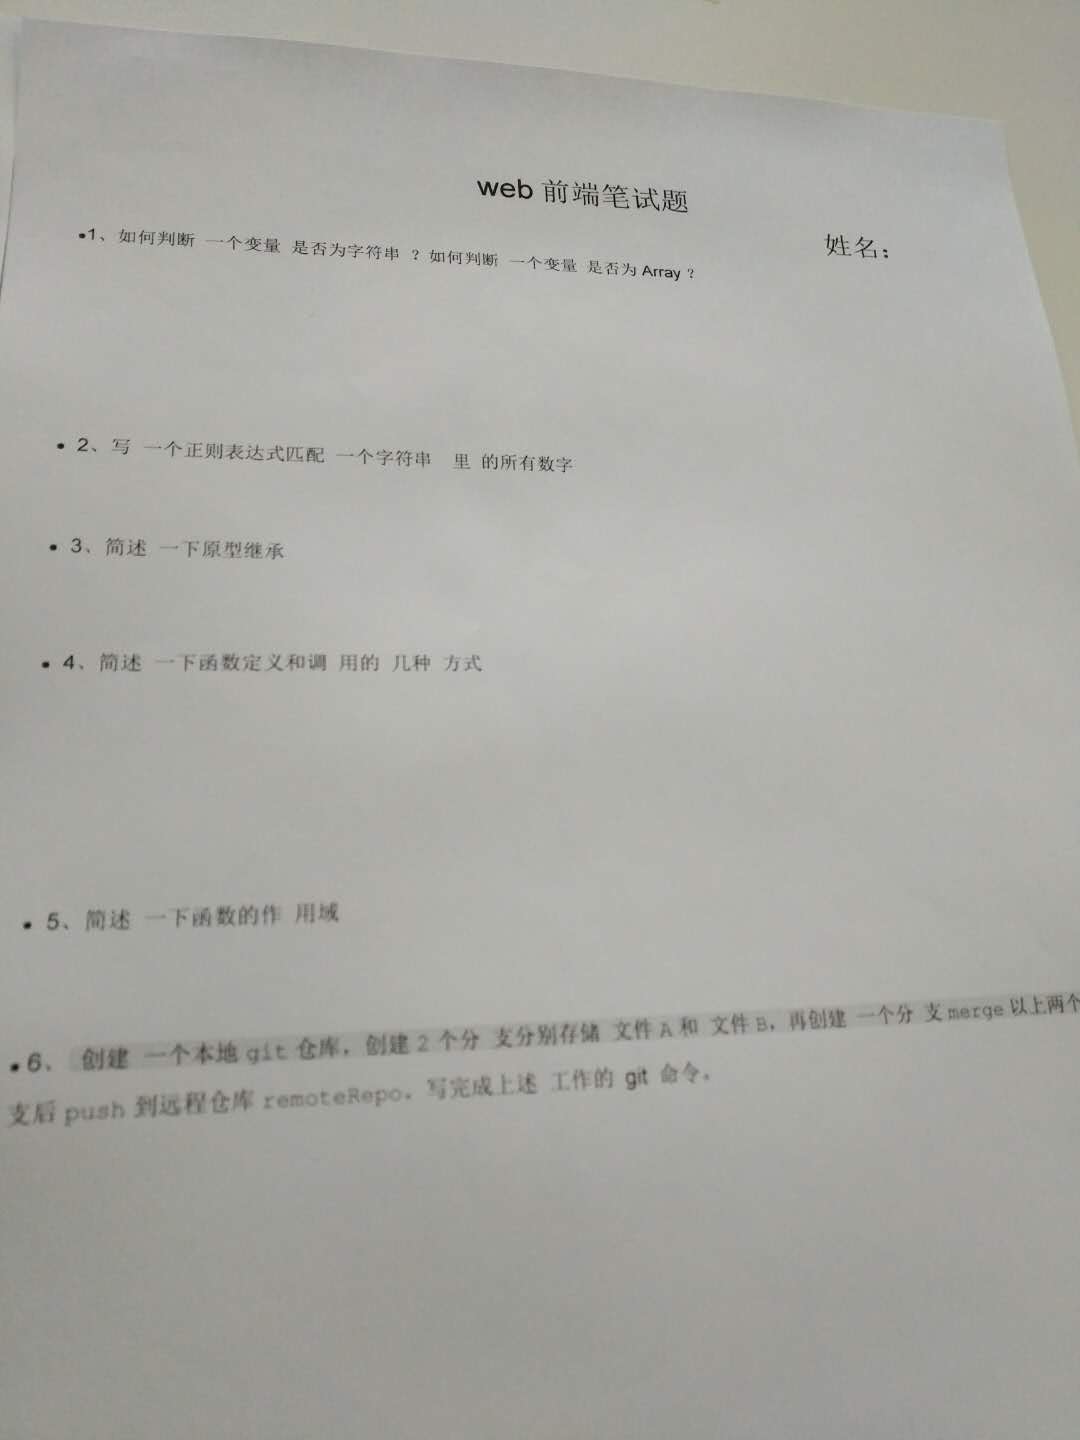 web 前端笔试题
姓名：
•1、如何判断 一个变量 是否为字符串 ？如何判断 一个变量 是否为 Array？
• 2、写 一个正则表达式匹配 一个字符串 里 的所有数字
• 3、简述 一下原型继承
• 4、简述 一下函数定义和调 用的 几种 方式
• 5、简述 一下函数的作 用域
•6、 创建 一个本地 git 仓库，创建 2 个分 支分别存储 文件 A 和 文件 B，再创建 一个分 支 merge 以上两个
支后 push 到远程仓库 remoteRepo。写完成上述 工作的 git 命令。